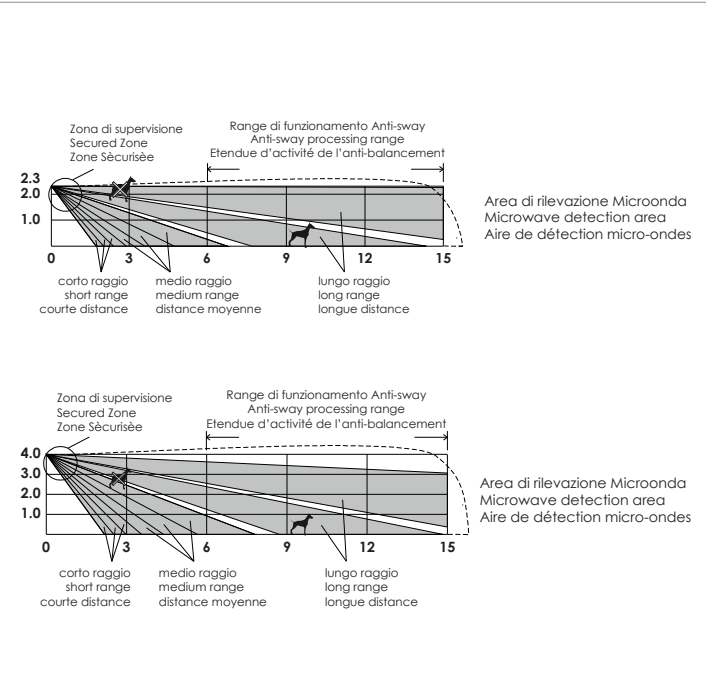 Zona di supervisione
Secured Zone
Zone Sècurisèe
Range di funzionamento Anti-sway
Anti-sway processing range
Etendue d'activité de l'anti-balancement
2.3
2.0
1.0
0 3 6 9 12 15
Area di rilevazione Microonda
Microwave detection area
Aire de détection micro-ondes
corto raggio
short range
courte distance
medio raggio
medium range
distance moyenne
lungo raggio
long range
longue distance
Zona di supervisione
Secured Zone
Zone Sècurisèe
Range di funzionamento Anti-sway
Anti-sway processing range
Etendue d'activité de l'anti-balancement
4.0
3.0
2.0
1.0
0 3 6 9 12 15
Area di rilevazione Microonda
Microwave detection area
Aire de détection micro-ondes
corto raggio
short range
courte distance
medio raggio
medium range
distance moyenne
lungo raggio
long range
longue distance